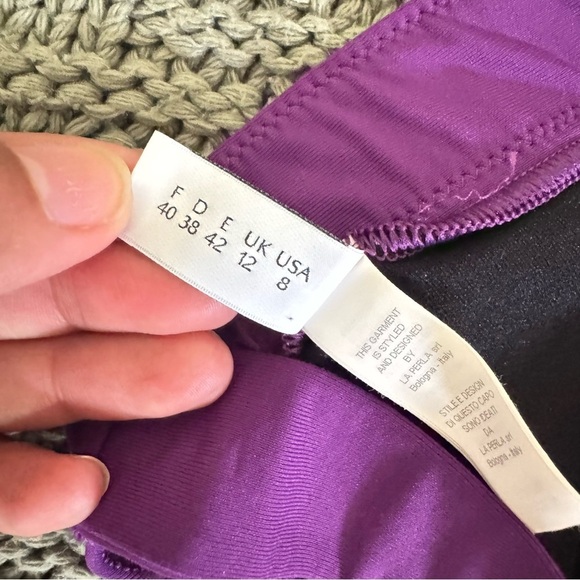 F D E UK USA
40 38 42 12 8
THIS GARMENT
IS STYLED
AND DESIGNED
BY
LA PERLA srl
Bologna - Italy
STILE E DESIGN
DI QUESTO CAPO
SONO IDEATI
DA
LA PERLA srl
Bologna - Italy